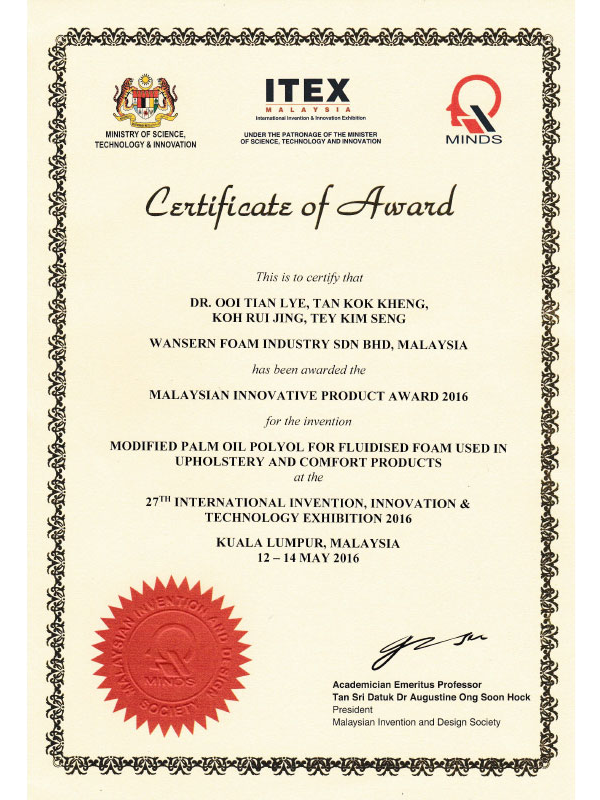 MINISTRY OF SCIENCE,
TECHNOLOGY & INNOVATION
ITEX
MALAYSIA
International Invention & Innovation Exhibition
UNDER THE PATRONAGE OF THE MINISTER
OF SCIENCE, TECHNOLOGY AND INNOVATION
MINDS
Certificate of Award
This is to certify that
DR. OOI TIAN LYE, TAN KOK KHENG,
KOH RUI JING, TEY KIM SENG
WANSERN FOAM INDUSTRY SDN BHD, MALAYSIA
has been awarded the
MALAYSIAN INNOVATIVE PRODUCT AWARD 2016
for the invention
MODIFIED PALM OIL POLYOL FOR FLUIDISED FOAM USED IN
UPHOLSTERY AND COMFORT PRODUCTS
at the
27TH INTERNATIONAL INVENTION, INNOVATION &
TECHNOLOGY EXHIBITION 2016
KUALA LUMPUR, MALAYSIA
12 – 14 MAY 2016
MALAYSIAN INVENTION AND DESIGN
SOCIETY
MINDS
Academician Emeritus Professor
Tan Sri Datuk Dr Augustine Ong Soon Hock
President
Malaysian Invention and Design Society